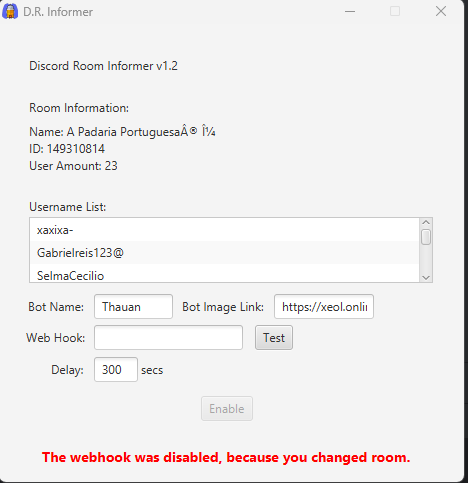 D.R. Informer
Discord Room Informer v1.2
Room Information:
Name: A Padaria PortuguesaÂ® Î¼
ID: 149310814
User Amount: 23
Username List:
xaxixa-
Gabrielreis123@
SelmaCecilio
Bot Name: Thauan Bot Image Link: https://xeol.onlin
Web Hook: Test
Delay: 300 secs
Enable
The webhook was disabled, because you changed room.